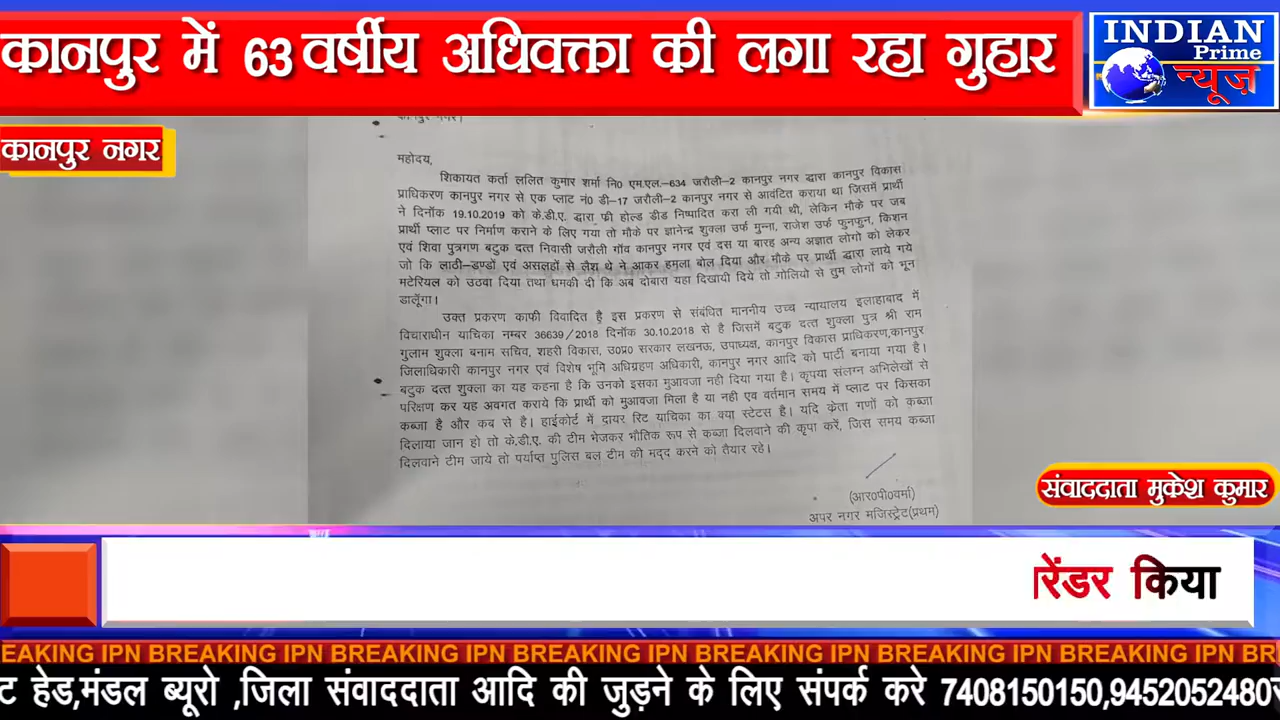 कानपुर में 63 वर्षीय अधिवक्ता की लगा रहा गुहार
INDIAN
Prime
न्यूज़
कानपुर नगर
कानपुर नगर।
महोदय,
शिकायत कर्ता ललित कुमार शर्मा नि0 एम.एल.–634 जरौली–2 कानपुर नगर द्वारा कानपुर विकास
प्राधिकरण कानपुर नगर से एक प्लाट नं0 डी–17 जरौली–2 कानपुर नगर से आवंटित कराया था जिसमें प्रार्थी
ने दिनॉक 19.10.2019 को के.डी.ए. द्वारा फ्री होल्ड डीड निष्पादित करा ली गयी थी, लेकिन मौके पर जब
प्रार्थी प्लाट पर निर्माण कराने के लिए गया तो मौके पर ज्ञानेन्द्र शुक्ला उर्फ मुन्ना, राजेश उर्फ फुनफुन, किशन
एवं शिवा पुत्रगण बटुक दत्त निवासी जरौली गॉव कानपुर नगर एवं दस या बारह अन्य अज्ञात लोगों को लेकर
जो कि लाठी–डण्डों एवं असलहों से लैश थे ने आकर हमला बोल दिया और मौके पर प्रार्थी द्धारा लाये गये
मटेरियल को उठवा दिया तथा धमकी दी कि अब दोबारा यहा दिखायी दिये तो गोलियो से तुम लोगों को भून
डालूॅगा।
उक्त प्रकरण काफी विवादित है इस प्रकरण से संबंधित माननीय उच्च न्यायालय इलाहाबाद में
विचाराधीन याचिका नम्बर 36639/2018 दिनॉक 30.10.2018 से है जिसमें बटुक दत्त शुक्ला पुत्र श्री राम
गुलाम शुक्ला बनाम सचिव, शहरी विकास, उ0प्र0 सरकार लखनऊ, उपाध्यक्ष, कानपुर विकास प्राधिकरण,कानपुर
जिलाधिकारी कानपुर नगर एवं विशेष भूमि अधिग्रहण अधिकारी, कानपुर नगर आदि को पार्टी बनाया गया है।
बटुक दत्त शुक्ला का यह कहना है कि उनको इसका मुआवजा नही दिया गया है। कृपया संलग्न अभिलेखों से
परिक्षण कर यह अवगत कराये कि प्रार्थी को मुआवजा मिला है या नही एव वर्तमान समय में प्लाट पर किसका
कब्जा है और कब से है। हाईकोर्ट में दायर रिट याचिका का क्या स्टेटस है। यदि क्रेता गणों को कब्जा
दिलाया जान हो तो के.डी.ए. की टीम भेजकर भौतिक रूप से कब्जा दिलवाने की कृपा करें, जिस समय कब्जा
दिलवाने टीम जाये तो पर्याप्त पुलिस बल टीम की मद्द करने को तैयार रहे।
(आर0पी0वर्मा)
अपर नगर मजिस्ट्रेट(प्रथम)
संवाददाता मुकेश कुमार
रेंडर किया
BREAKING IPN BREAKING IPN BREAKING IPN BREAKING IPN BREAKING IPN BREAKING IPN BREAKING IPN BR
ट हेड,मंडल ब्यूरो ,जिला संवाददाता आदि की जुड़ने के लिए संपर्क करे 7408150150,9452052480